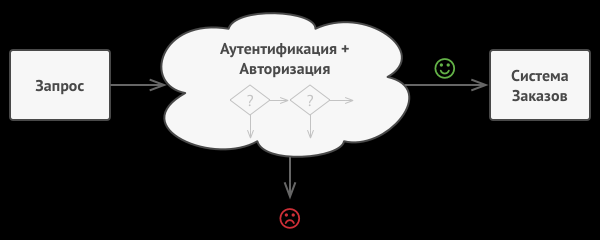 Запрос
Аутентификация +
Авторизация
?
?
Система
Заказов